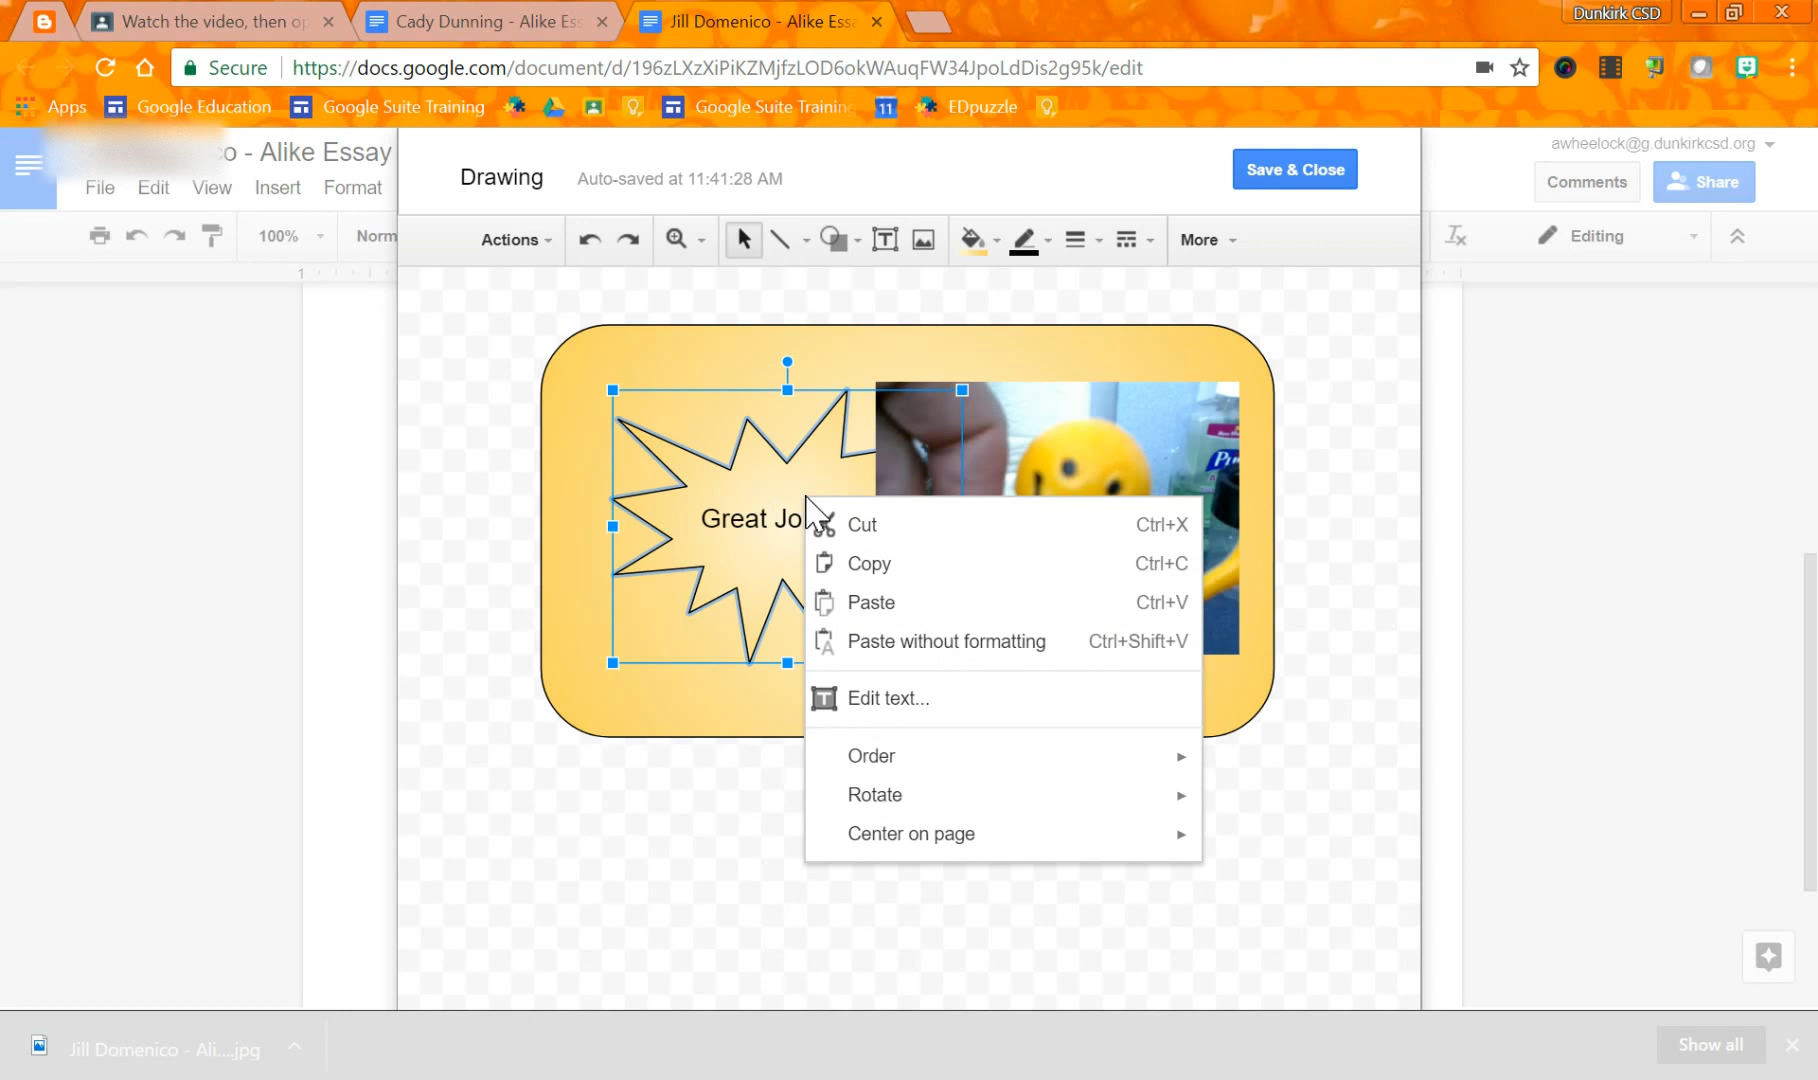 Watch the video, then op
Cady Dunning - Alike Ess
Jill Domenico - Alike Essa
Dunkirk CSD
Secure
https://docs.google.com/document/d/196zLXzXiPiKZMjfzLOD6okWAuqFW34JpoLdDis2g95k/edit
Apps
Google Education
Google Suite Training
Google Suite Training
11
EDpuzzle
o - Alike Essay
awheelock@g.dunkirkcsd.org
File Edit View Insert Format
Comments
Share
Drawing
Auto-saved at 11:41:28 AM
Save & Close
100%
Norm
Actions
More
Editing
1
Great Jo
Cut Ctrl+X
Copy Ctrl+C
Paste Ctrl+V
Paste without formatting Ctrl+Shift+V
Edit text...
Order
Rotate
Center on page
Jill Domenico - Ali....jpg
Show all